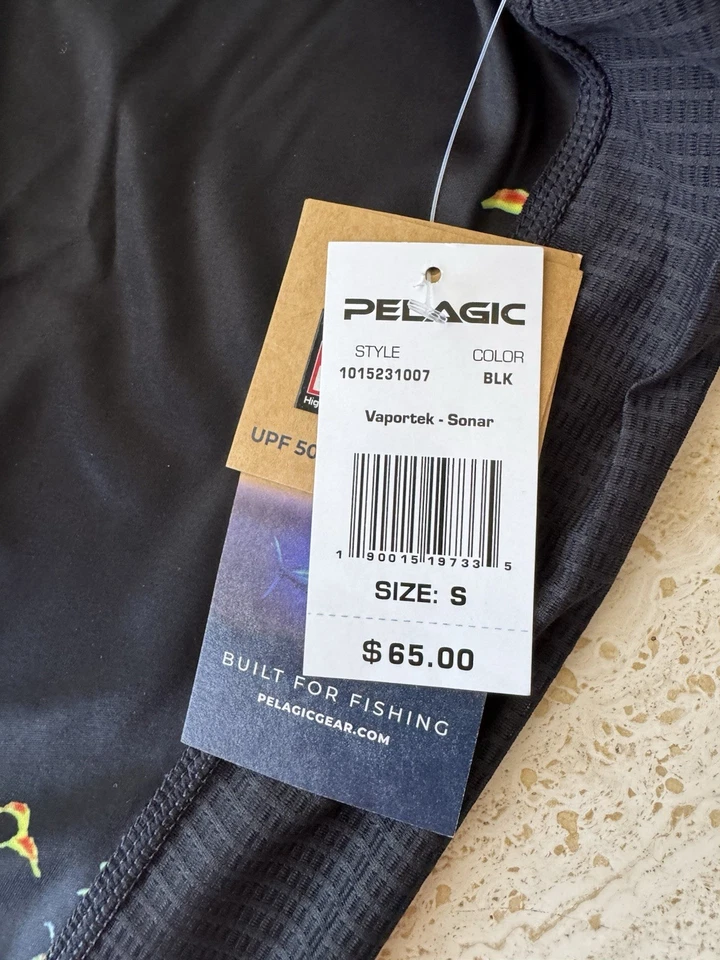 PELAGIC
STYLE COLOR
1015231007 BLK
Vaportek - Sonar
1 90015 19733 5
SIZE: S
$65.00
UPF 50
BUILT FOR FISHING
PELAGICGEAR.COM